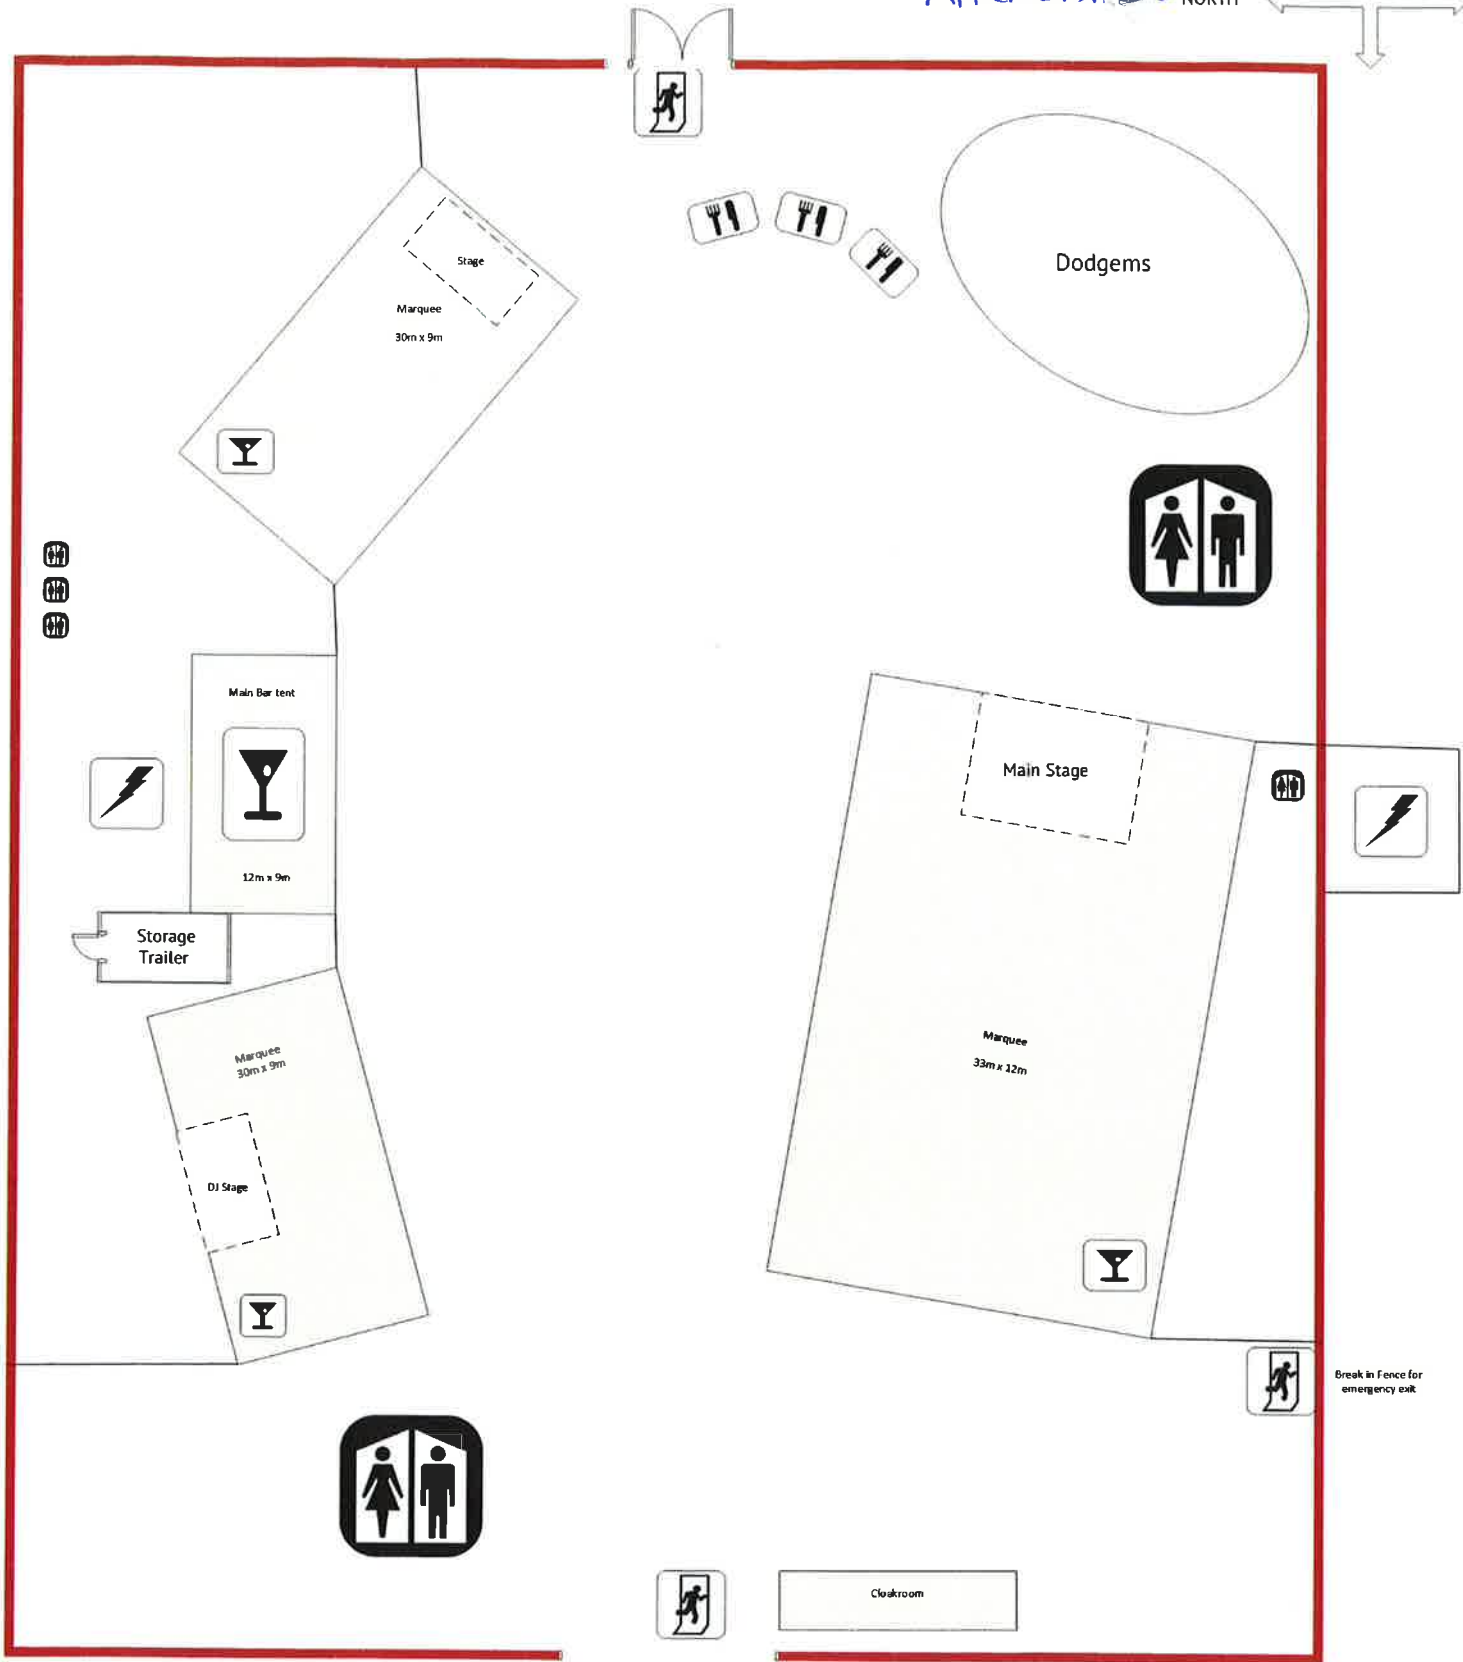 NORTH
Dodgems
Stage
Marquee
30m x 9m
Main Bar tent
Main Stage
12m x 9m
Storage
Trailer
Marquee
33m x 12m
Marquee
30m x 9m
DJ Stage
Break in Fence for
emergency exit
Cloakroom